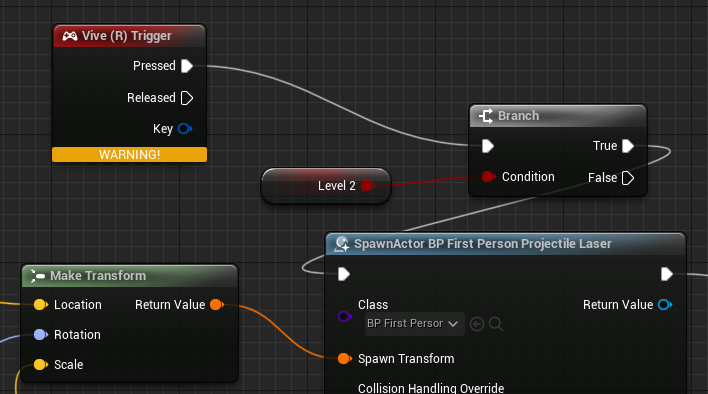 Vive (R) Trigger
Pressed
Released
Key
WARNING!
Branch
True
Condition
False
Level 2
SpawnActor BP First Person Projectile Laser
Class
BP First Person
Return Value
Spawn Transform
Collision Handling Override
Make Transform
Location
Return Value
Rotation
Scale